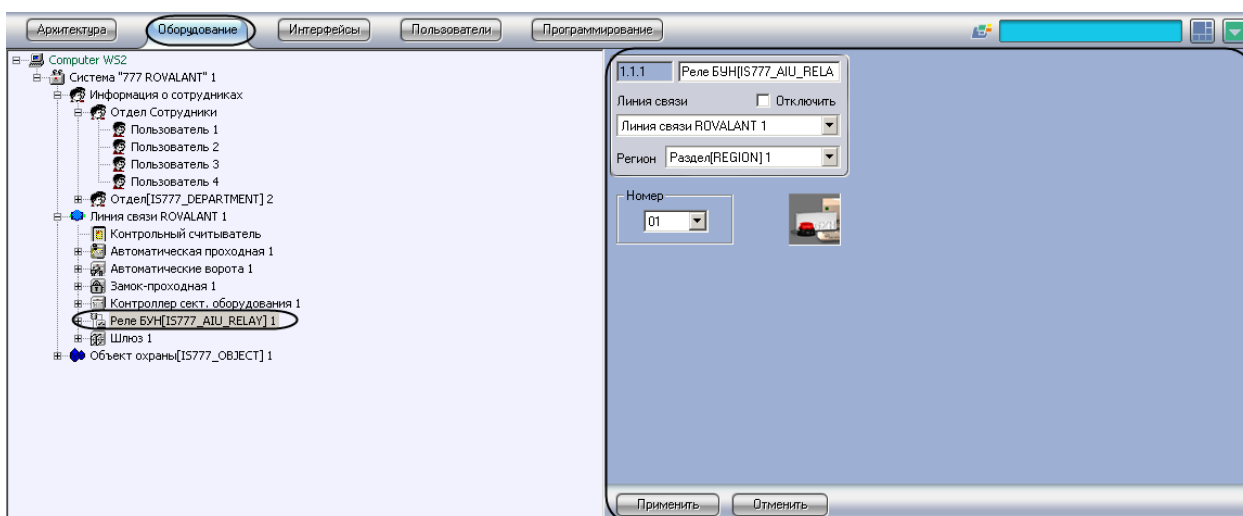 Архитектура Оборудование Интерфейсы Пользователи Программирование
Computer WS2
Система "777 ROVALANT" 1
Информация о сотрудниках
Отдел Сотрудники
Пользователь 1
Пользователь 2
Пользователь 3
Пользователь 4
Отдел[IS777_DEPARTMENT] 2
Линия связи ROVALANT 1
Контрольный считыватель
Автоматическая проходная 1
Автоматические ворота 1
Замок-проходная 1
Контроллер сект. оборудования 1
Реле БУН[IS777_AIU_RELAY] 1
Шлюз 1
Объект охраны[IS777_OBJECT] 1
1.1.1 Реле БУН[IS777_AIU_RELA
Линия связи Отключить
Линия связи ROVALANT 1
Регион Раздел[REGION] 1
Номер
01
Применить Отменить